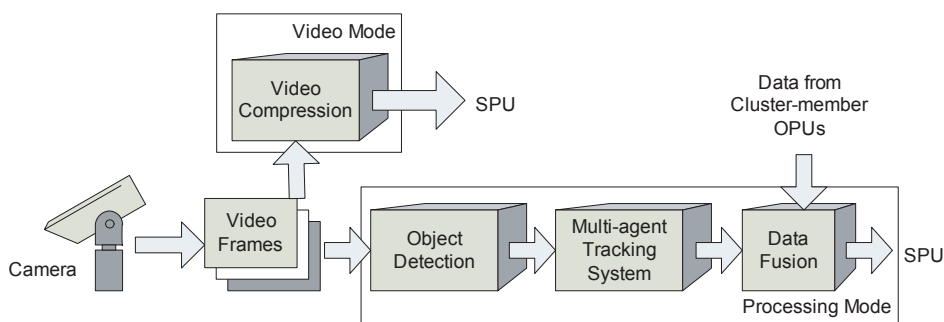 Video Mode
Video
Compression
SPU
Data from
Cluster-member
OPUs
Camera
Video
Frames
Object
Detection
Multi-agent
Tracking
System
Data
Fusion
SPU
Processing Mode